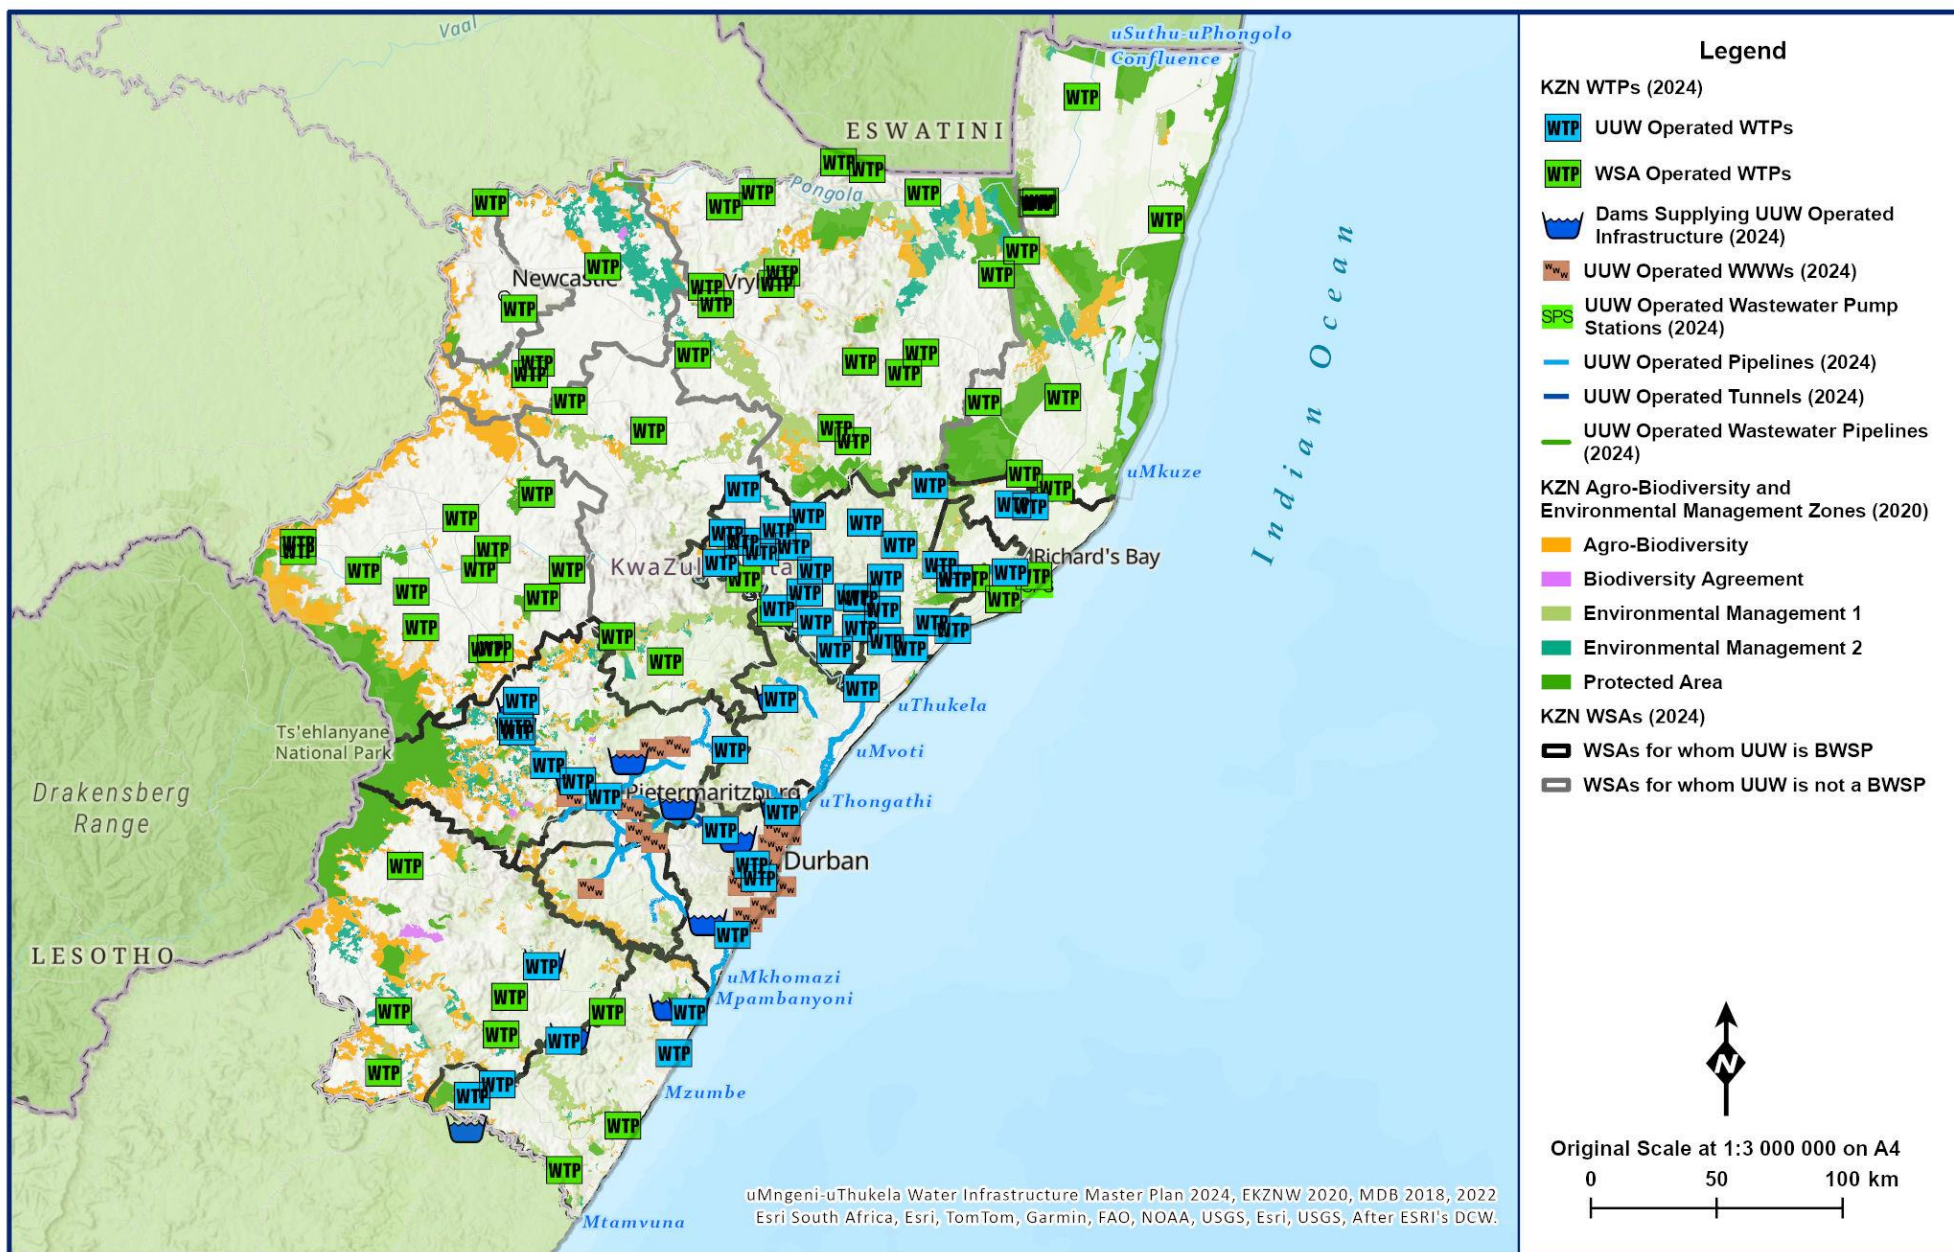 Vaal
uSuthu-uPhongolo
Confluence
ESWATINI
Pongola
Newcastle
Indian Ocean
uMkuze
Richard's Bay
uThukela
Ts'ehlanyane
National Park
uMvoti
Drakensberg
Range
Pietermaritzburg
uThongathi
Durban
LESOTHO
uMkhomazi
Mpambanyoni
Mzumbe
Mtamvuna
WTP
SPS
uMngeni-uThukela Water Infrastructure Master Plan 2024, EKZNW 2020, MDB 2018, 2022
Esri South Africa, Esri, TomTom, Garmin, FAO, NOAA, USGS, Esri, USGS, After ESRI's DCW.
Legend
KZN WTPs (2024)
WTP UUW Operated WTPs
WTP WSA Operated WTPs
Dams Supplying UUW Operated
Infrastructure (2024)
www UUW Operated WWWs (2024)
SPS UUW Operated Wastewater Pump
Stations (2024)
UUW Operated Pipelines (2024)
UUW Operated Tunnels (2024)
UUW Operated Wastewater Pipelines
(2024)
KZN Agro-Biodiversity and
Environmental Management Zones (2020)
Agro-Biodiversity
Biodiversity Agreement
Environmental Management 1
Environmental Management 2
Protected Area
KZN WSAs (2024)
WSAs for whom UUW is BWSP
WSAs for whom UUW is not a BWSP
N
Original Scale at 1:3 000 000 on A4
0 50 100 km